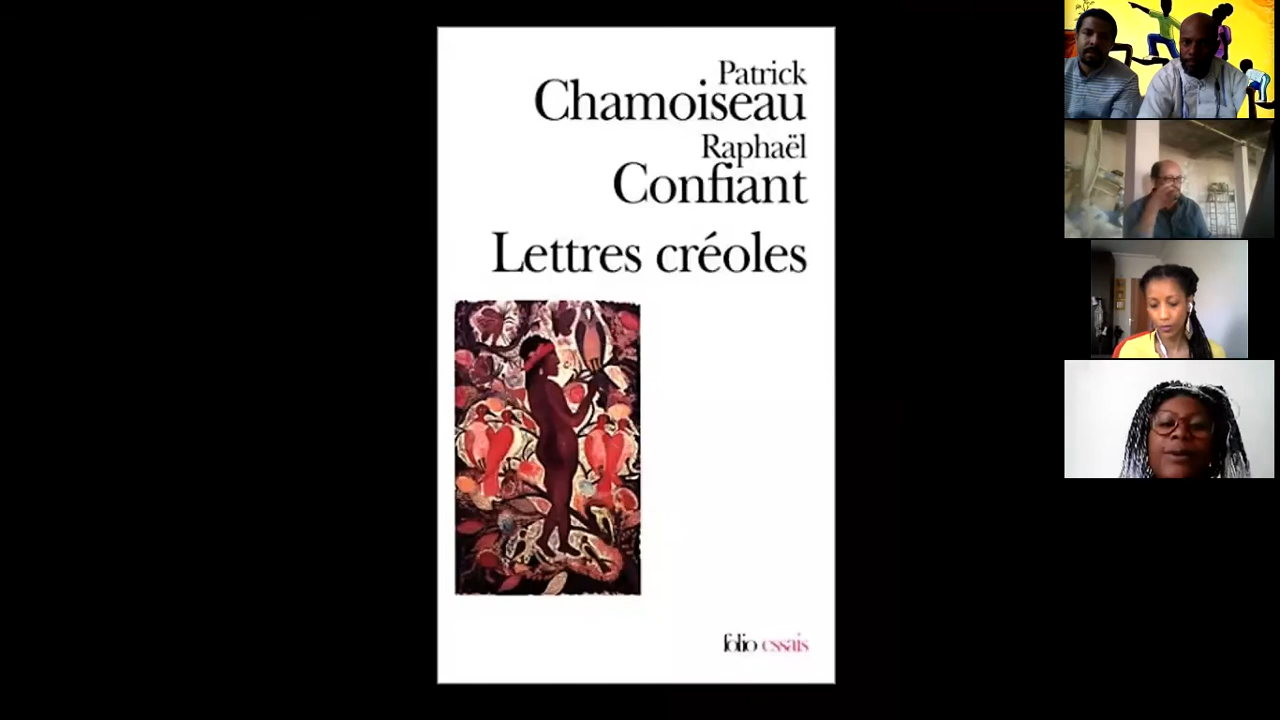 Patrick
Chamoiseau
Raphaël
Confiant
Lettres créoles
folio essais